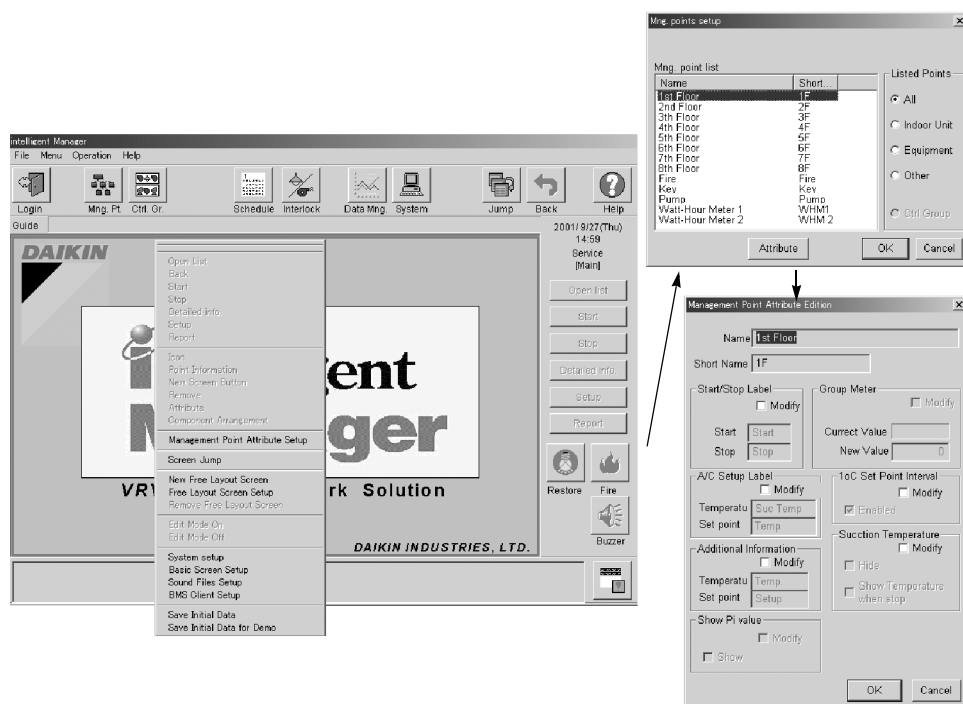 Mng. points setup
Mng. point list
Name Short...
1st Floor 1F
2nd Floor 2F
3th Floor 3F
4th Floor 4F
5th Floor 5F
6th Floor 6F
7th Floor 7F
8th Floor 8F
Fire Fire
Key Key
Pump Pump
Watt-Hour Meter 1 WHM1
Watt-Hour Meter 2 WHM 2
Listed Points
All
Indoor Unit
Equipment
Other
Ctrl Group
Attribute
OK
Cancel
intelligent Manager
File Menu Operation Help
Login Mng. Pt. Ctrl. Gr. Schedule Interlock Data Mng. System Jump Back Help
Guide
2001/ 9/27(Thu)
14:59
Service
[Main]
DAIKIN
Open List
Back
Start
Stop
Detailed info.
Setup
Report
Icon
Point Information
New Screen Button
Remove
Attribute
Component Arrangement
Management Point Attribute Setup
Screen Jump
New Free Layout Screen
Free Layout Screen Setup
Remove Free Layout Screen
Edit Mode On
Edit Mode Off
System setup
Basic Screen Setup
Sound Files Setup
BMS Client Setup
Save Initial Data
Save Initial Data for Demo
i ent
M ger
VRV rk Solution
DAIKIN INDUSTRIES, LTD.
Open list
Start
Stop
Detailed info.
Setup
Report
Restore Fire
Buzzer
Management Point Attribute Edition
Name 1st Floor
Short Name 1F
Start/Stop Label
Modify
Start Start
Stop Stop
Group Meter
Modify
Currect Value
New Value 0
A/C Setup Label
Modify
Temperatu Suc Temp
Set point Temp
1oC Set Point Interval
Modify
Enabled
Additional Information
Modify
Temperatu Temp.
Set point Setup
Sucction Temperature
Modify
Hide
Show Temperature
when stop
Show Pi value
Modify
Show
OK
Cancel